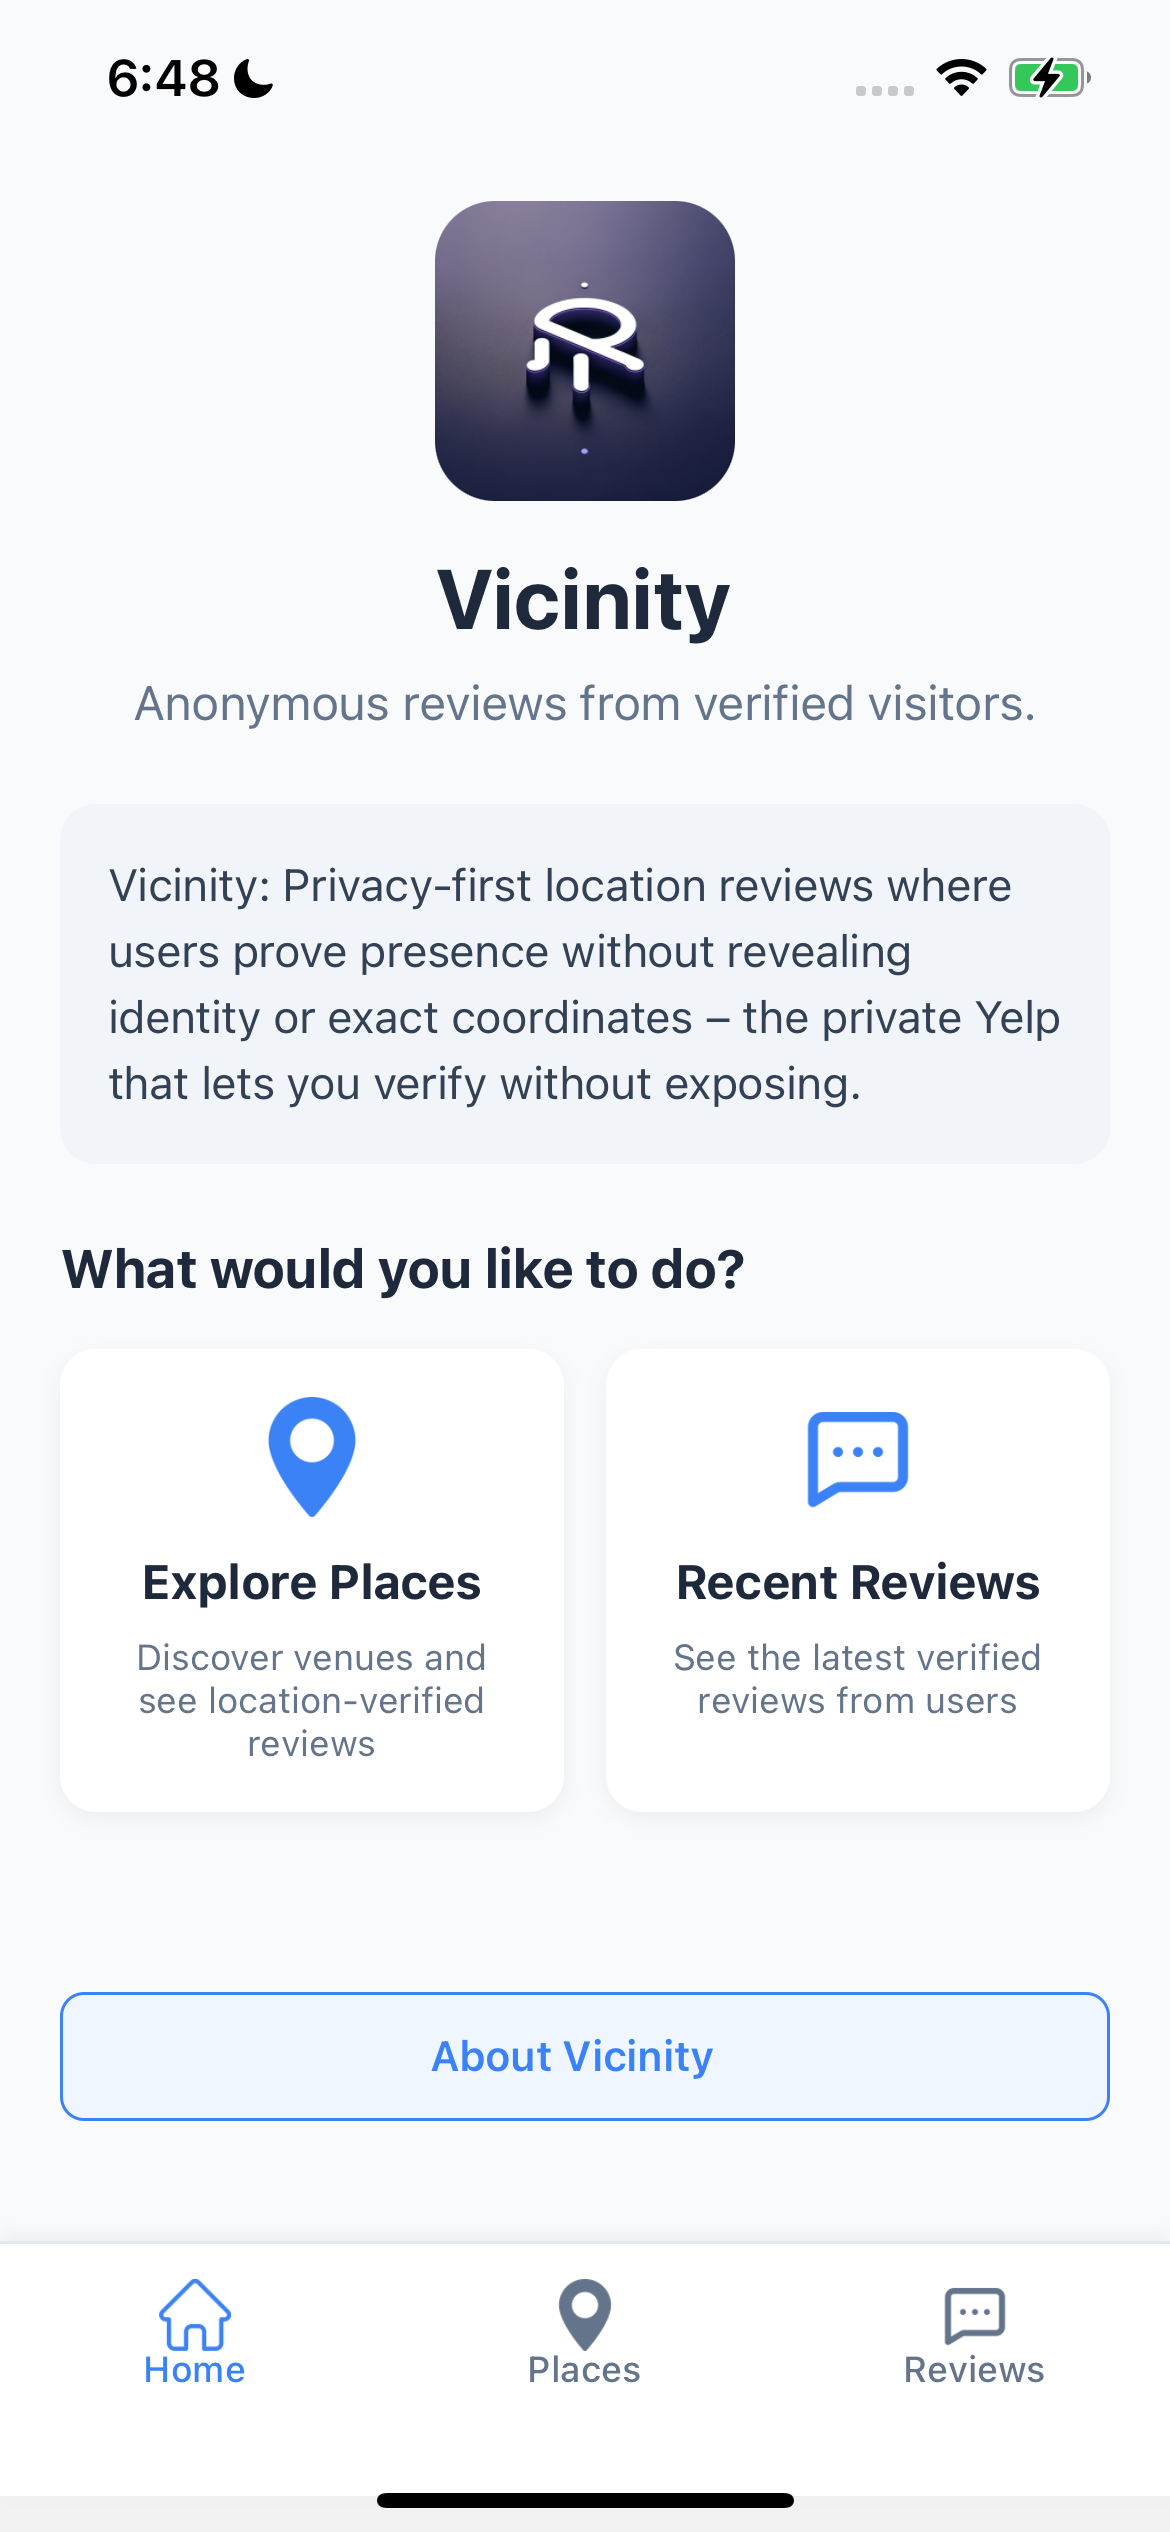 6:48
Vicinity
Anonymous reviews from verified visitors.
Vicinity: Privacy-first location reviews where
users prove presence without revealing
identity or exact coordinates – the private Yelp
that lets you verify without exposing.
What would you like to do?
Explore Places
Discover venues and
see location-verified
reviews
Recent Reviews
See the latest verified
reviews from users
About Vicinity
Home
Places
Reviews